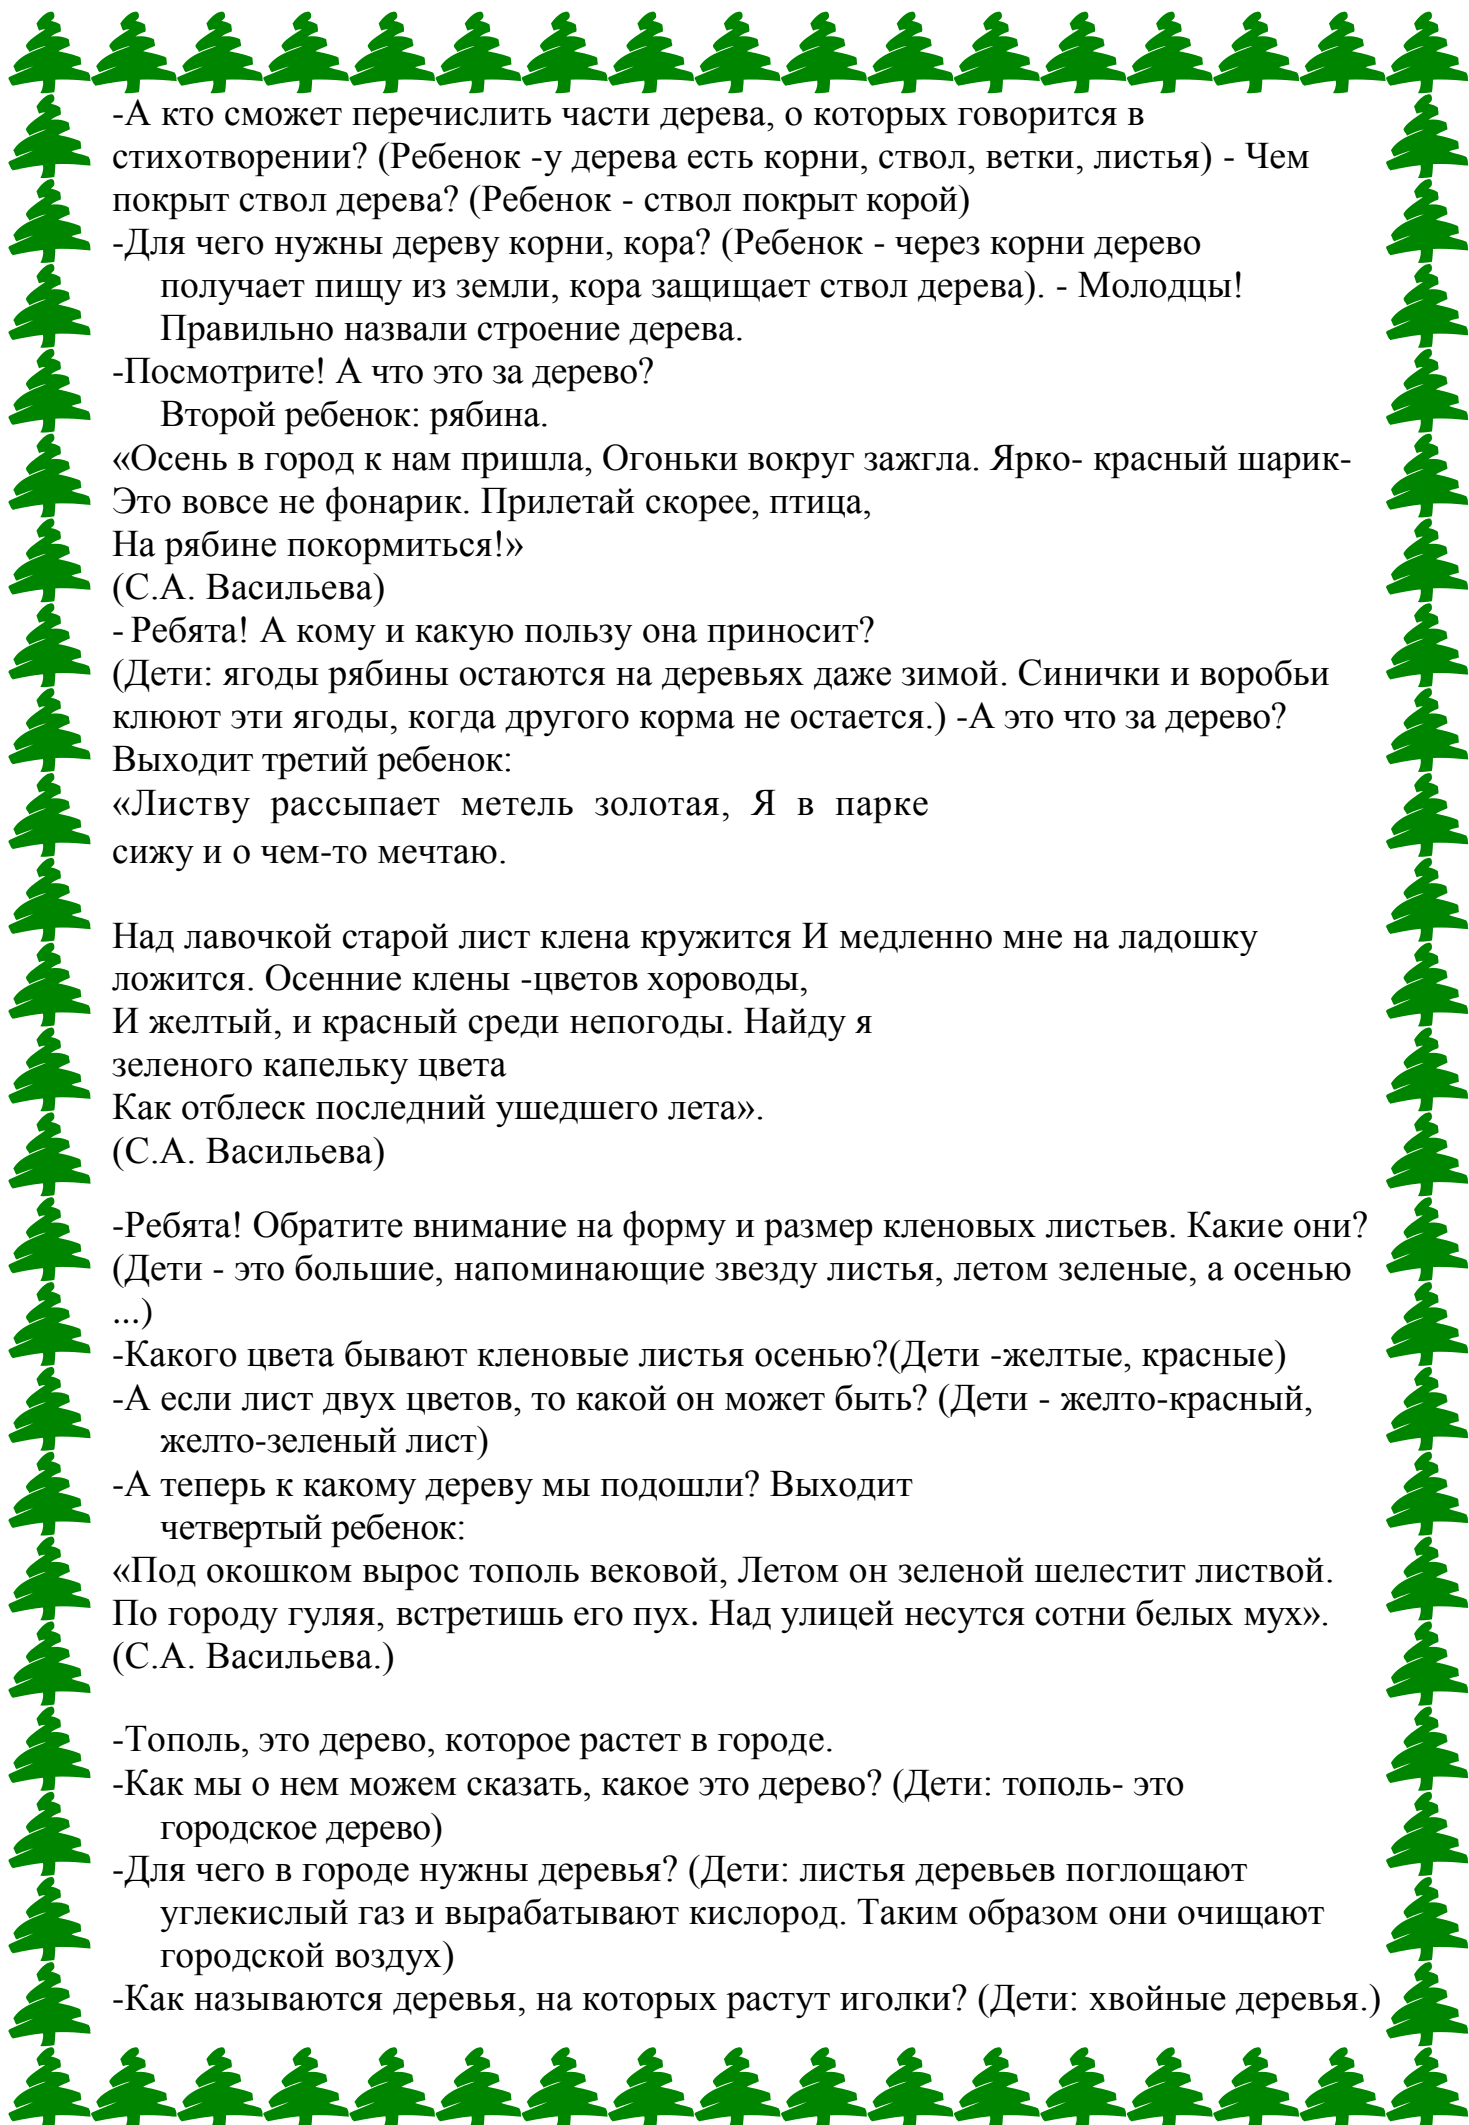 -А кто сможет перечислить части дерева, о которых говорится в
стихотворении? (Ребенок -у дерева есть корни, ствол, ветки, листья) - Чем
покрыт ствол дерева? (Ребенок - ствол покрыт корой)
-Для чего нужны дереву корни, кора? (Ребенок - через корни дерево
получает пищу из земли, кора защищает ствол дерева). - Молодцы!
Правильно назвали строение дерева.
-Посмотрите! А что это за дерево?
Второй ребенок: рябина.
«Осень в город к нам пришла, Огоньки вокруг зажгла. Ярко- красный шарик-
Это вовсе не фонарик. Прилетай скорее, птица,
На рябине покормиться!»
(С.А. Васильева)
- Ребята! А кому и какую пользу она приносит?
(Дети: ягоды рябины остаются на деревьях даже зимой. Синички и воробьи
клюют эти ягоды, когда другого корма не остается.) -А это что за дерево?
Выходит третий ребенок:
«Листву рассыпает метель золотая, Я в парке
сижу и о чем-то мечтаю.
Над лавочкой старой лист клена кружится И медленно мне на ладошку
ложится. Осенние клены -цветов хороводы,
И желтый, и красный среди непогоды. Найду я
зеленого капельку цвета
Как отблеск последний ушедшего лета».
(С.А. Васильева)
-Ребята! Обратите внимание на форму и размер кленовых листьев. Какие они?
(Дети - это большие, напоминающие звезду листья, летом зеленые, а осенью
...)
-Какого цвета бывают кленовые листья осенью?(Дети -желтые, красные)
-А если лист двух цветов, то какой он может быть? (Дети - желто-красный,
желто-зеленый лист)
-А теперь к какому дереву мы подошли? Выходит
четвертый ребенок:
«Под окошком вырос тополь вековой, Летом он зеленой шелестит листвой.
По городу гуляя, встретишь его пух. Над улицей несутся сотни белых мух».
(С.А. Васильева.)
-Тополь, это дерево, которое растет в городе.
-Как мы о нем можем сказать, какое это дерево? (Дети: тополь- это
городское дерево)
-Для чего в городе нужны деревья? (Дети: листья деревьев поглощают
углекислый газ и вырабатывают кислород. Таким образом они очищают
городской воздух)
-Как называются деревья, на которых растут иголки? (Дети: хвойные деревья.)